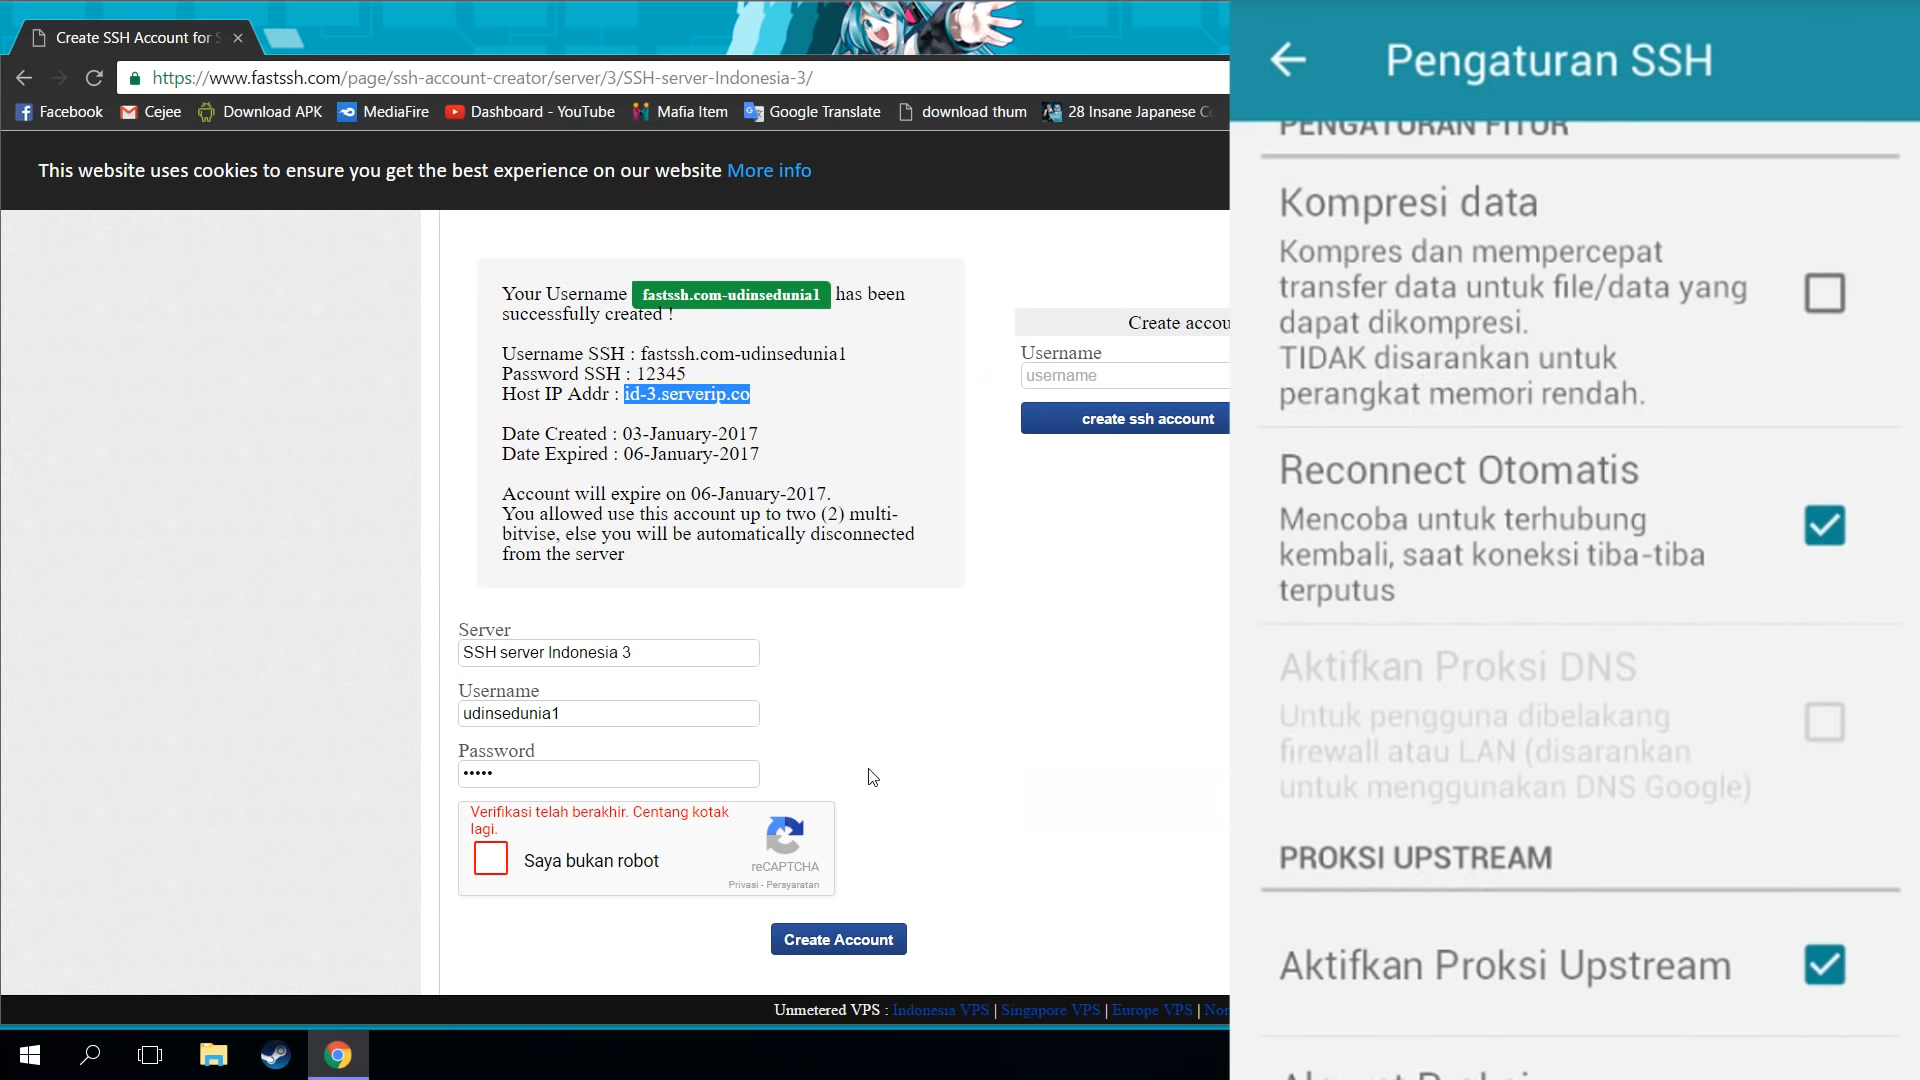 Create SSH Account for S
https://www.fastssh.com/page/ssh-account-creator/server/3/SSH-server-Indonesia-3/
Facebook
Cejee
Download APK
MediaFire
Dashboard - YouTube
Mafia Item
Google Translate
download thum
28 Insane Japanese C
This website uses cookies to ensure you get the best experience on our website More info
Your Username fastssh.com-udinsedunia1 has been
successfully created !
Username SSH : fastssh.com-udinsedunia1
Password SSH : 12345
Host IP Addr : id-3.serverip.co
Date Created : 03-January-2017
Date Expired : 06-January-2017
Account will expire on 06-January-2017.
You allowed use this account up to two (2) multi-
bitvise, else you will be automatically disconnected
from the server
Server
SSH server Indonesia 3
Username
udinsedunia1
Password
•••••
Verifikasi telah berakhir. Centang kotak
lagi.
Saya bukan robot
reCAPTCHA
Privasi - Persyaratan
Create Account
Create accou
Username
username
create ssh account
Unmetered VPS : Indonesia VPS | Singapore VPS | Europe VPS | Nor
Pengaturan SSH
PENGATURAN FITUR
Kompresi data
Kompres dan mempercepat
transfer data untuk file/data yang
dapat dikompresi.
TIDAK disarankan untuk
perangkat memori rendah.
Reconnect Otomatis
Mencoba untuk terhubung
kembali, saat koneksi tiba-tiba
terputus
Aktifkan Proksi DNS
Untuk pengguna dibelakang
firewall atau LAN (disarankan
untuk menggunakan DNS Google)
PROKSI UPSTREAM
Aktifkan Proksi Upstream